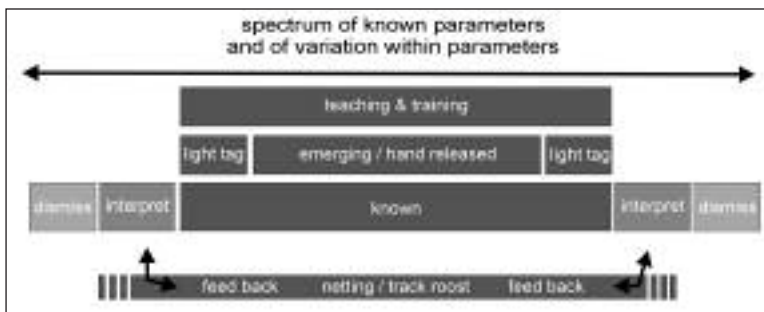 spectrum of known parameters
and of variation within parameters
teaching & training
light tag emerging / hand released light tag
dismiss interpret known interpret dismiss
feed back netting / track roost feed back